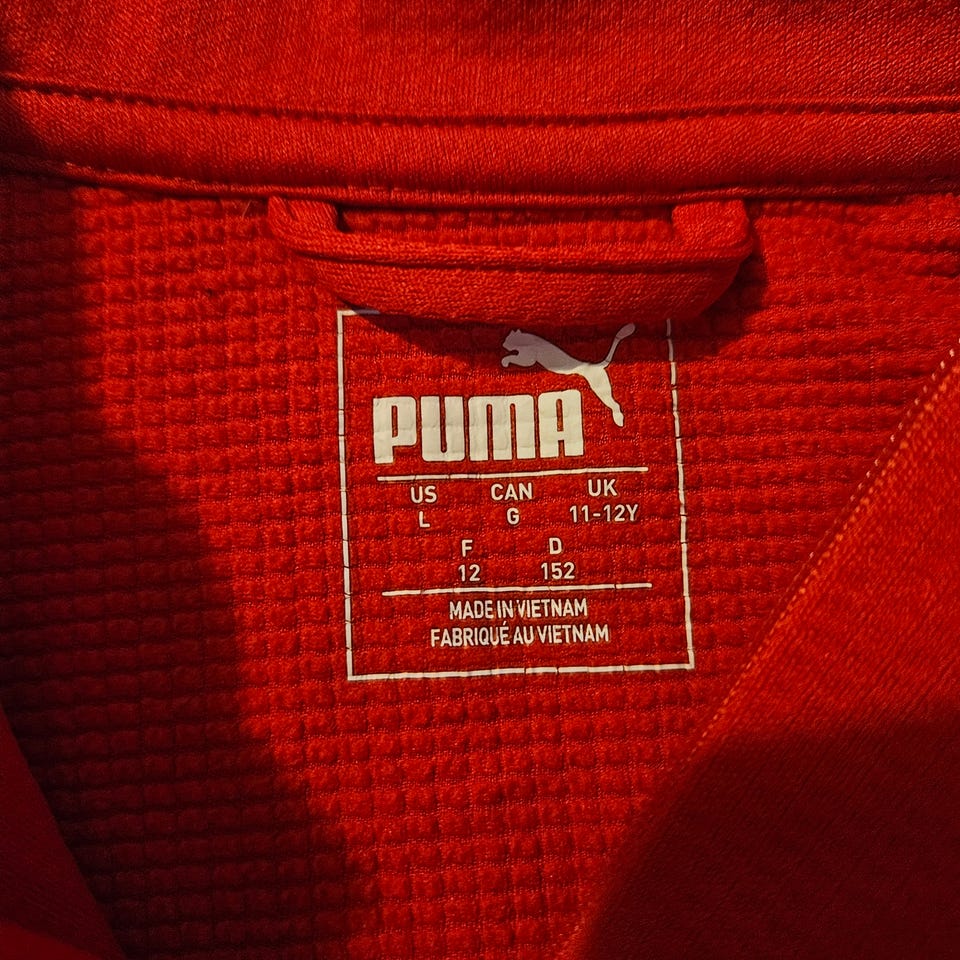 PUMA
US CAN UK
L G 11-12Y
F D
12 152
MADE IN VIETNAM
FABRIQUÉ AU VIETNAM